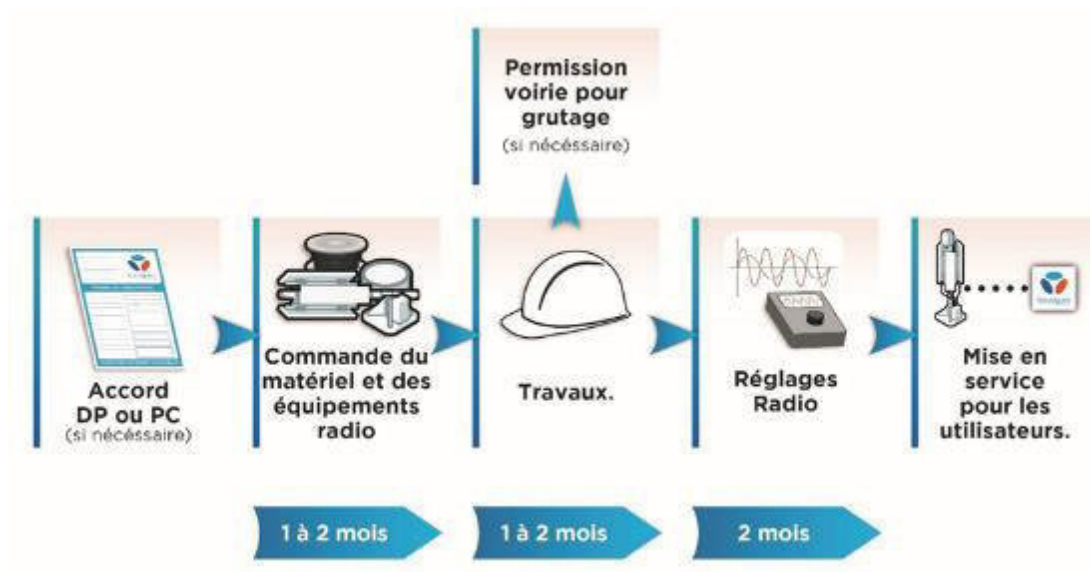 Permission
voirie pour
grutage
(si nécéssaire)
Accord
DP ou PC
(si nécéssaire)
Commande du
matériel et des
équipements
radio
Travaux.
Réglages
Radio
Mise en
service
pour les
utilisateurs.
1 à 2 mois
1 à 2 mois
2 mois